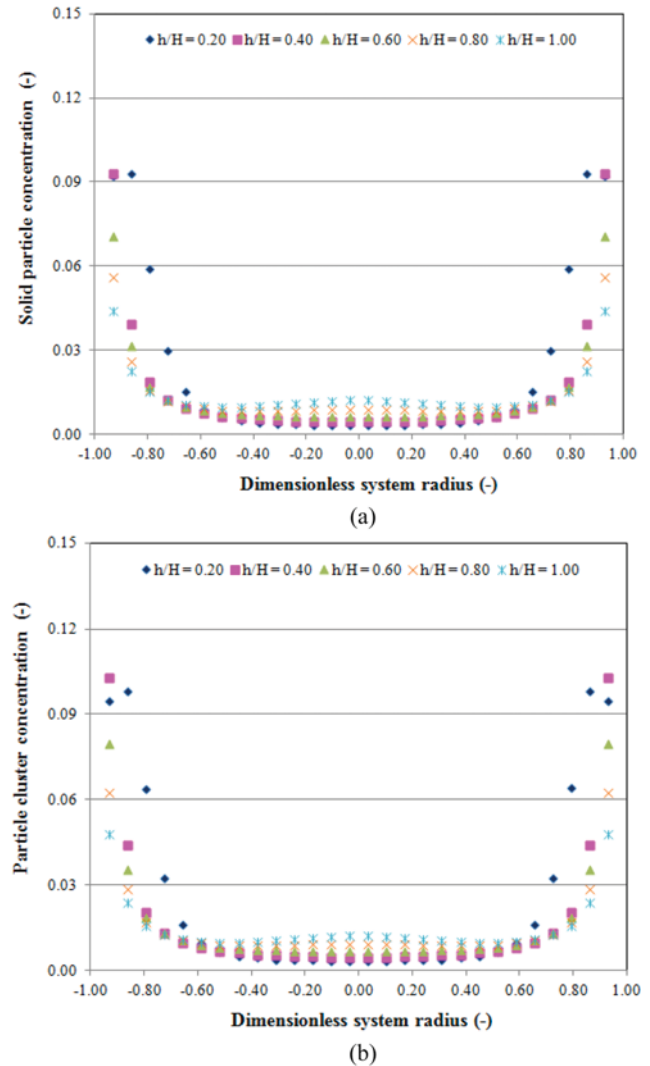 0.15
h/H = 0.20 h/H = 0.40 h/H = 0.60 h/H = 0.80 h/H = 1.00
0.12
0.09
0.06
0.03
0.00
Solid particle concentration (-)
-1.00 -0.80 -0.60 -0.40 -0.20 0.00 0.20 0.40 0.60 0.80 1.00
Dimensionless system radius (-)
(a)
0.15
h/H = 0.20 h/H = 0.40 h/H = 0.60 h/H = 0.80 h/H = 1.00
0.12
0.09
0.06
0.03
0.00
Particle cluster concentration (-)
-1.00 -0.80 -0.60 -0.40 -0.20 0.00 0.20 0.40 0.60 0.80 1.00
Dimensionless system radius (-)
(b)